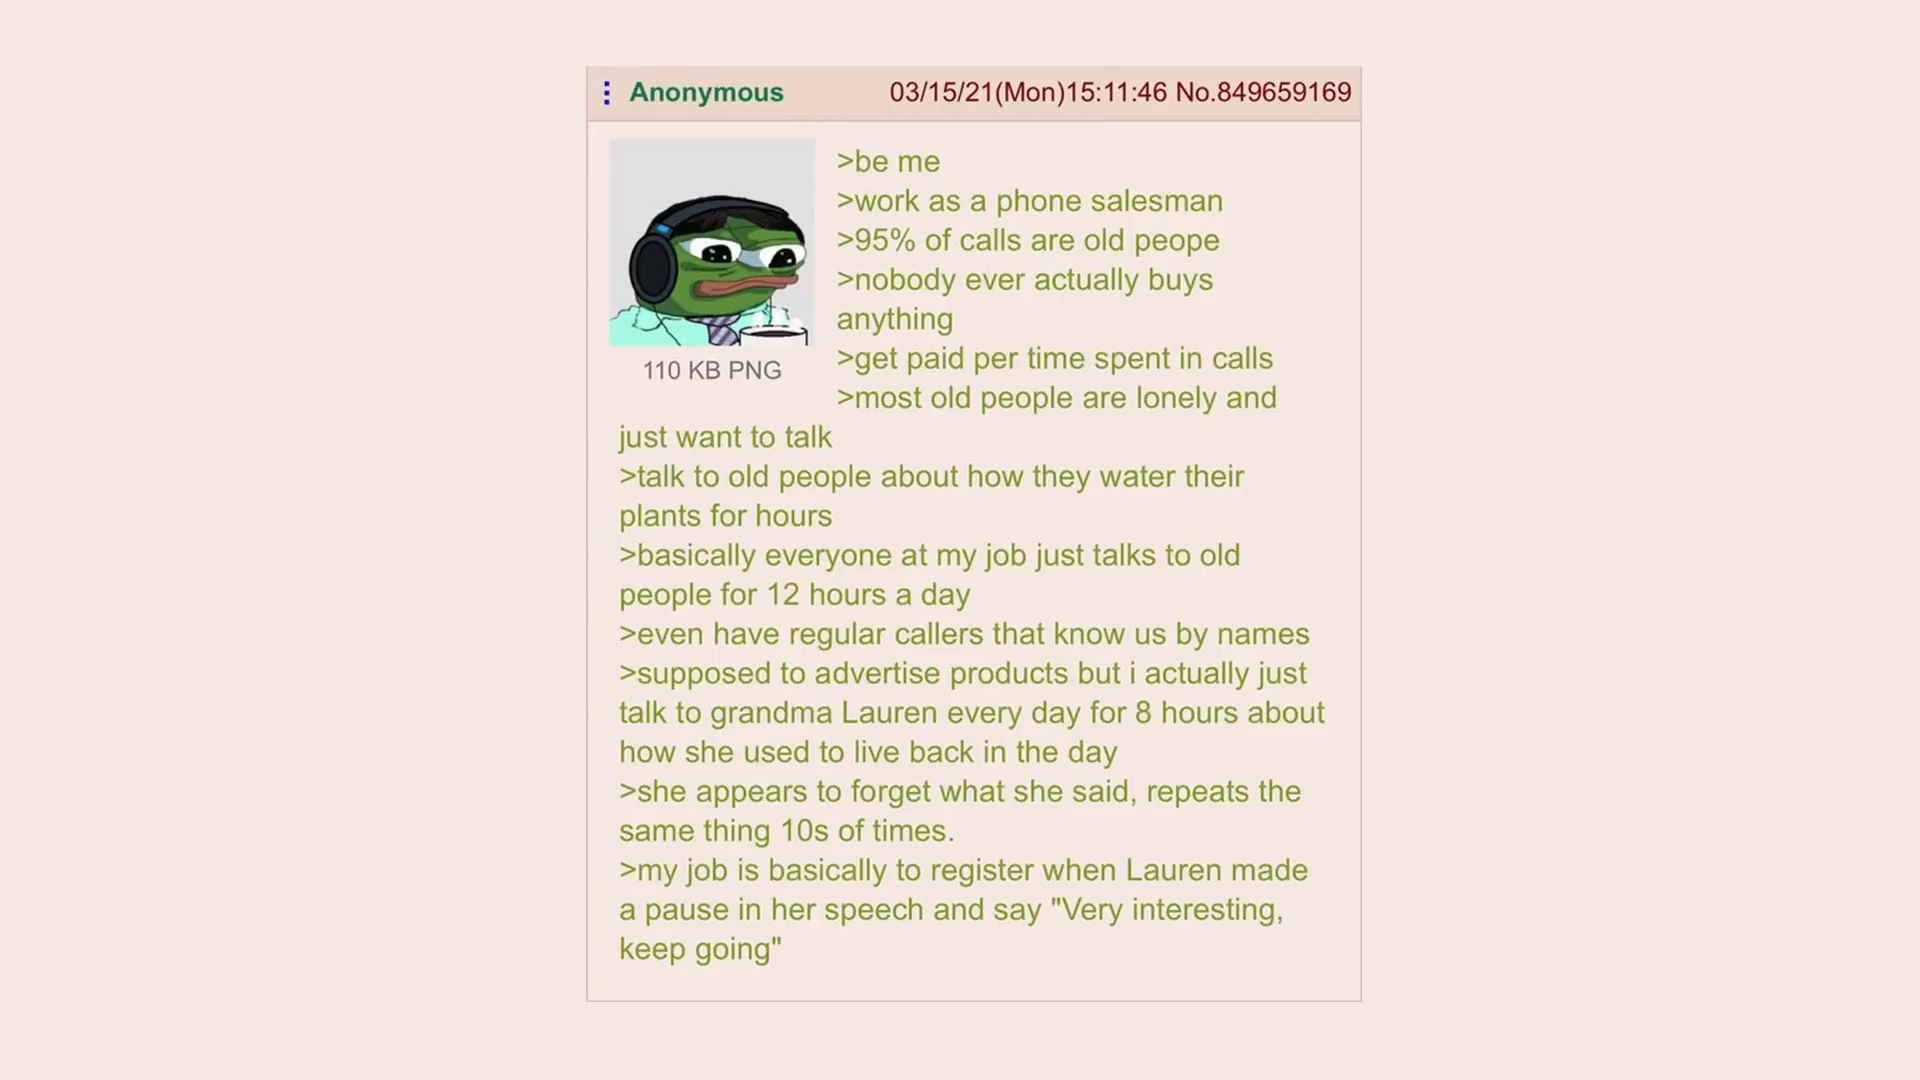 Anonymous 03/15/21(Mon)15:11:46 No.849659169
>be me
>work as a phone salesman
>95% of calls are old peope
>nobody ever actually buys
anything
>get paid per time spent in calls
110 KB PNG
>most old people are lonely and
just want to talk
>talk to old people about how they water their
plants for hours
>basically everyone at my job just talks to old
people for 12 hours a day
>even have regular callers that know us by names
>supposed to advertise products but i actually just
talk to grandma Lauren every day for 8 hours about
how she used to live back in the day
>she appears to forget what she said, repeats the
same thing 10s of times.
>my job is basically to register when Lauren made
a pause in her speech and say "Very interesting,
keep going"